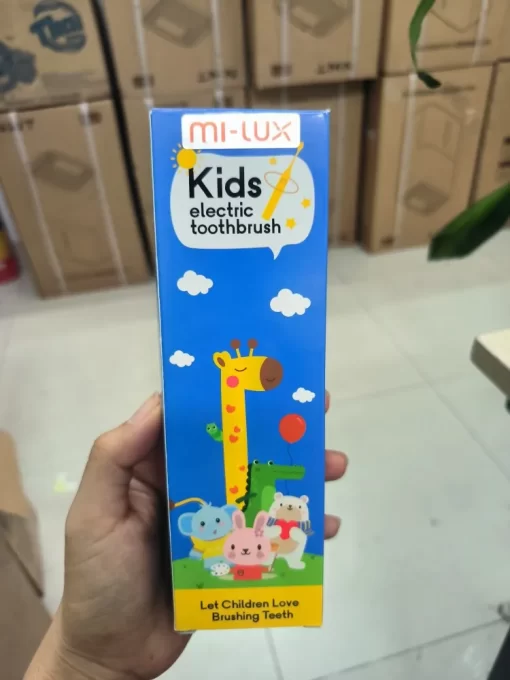 mi-LUX
Kids
electric
toothbrush
Let Children Love
Brushing Teeth